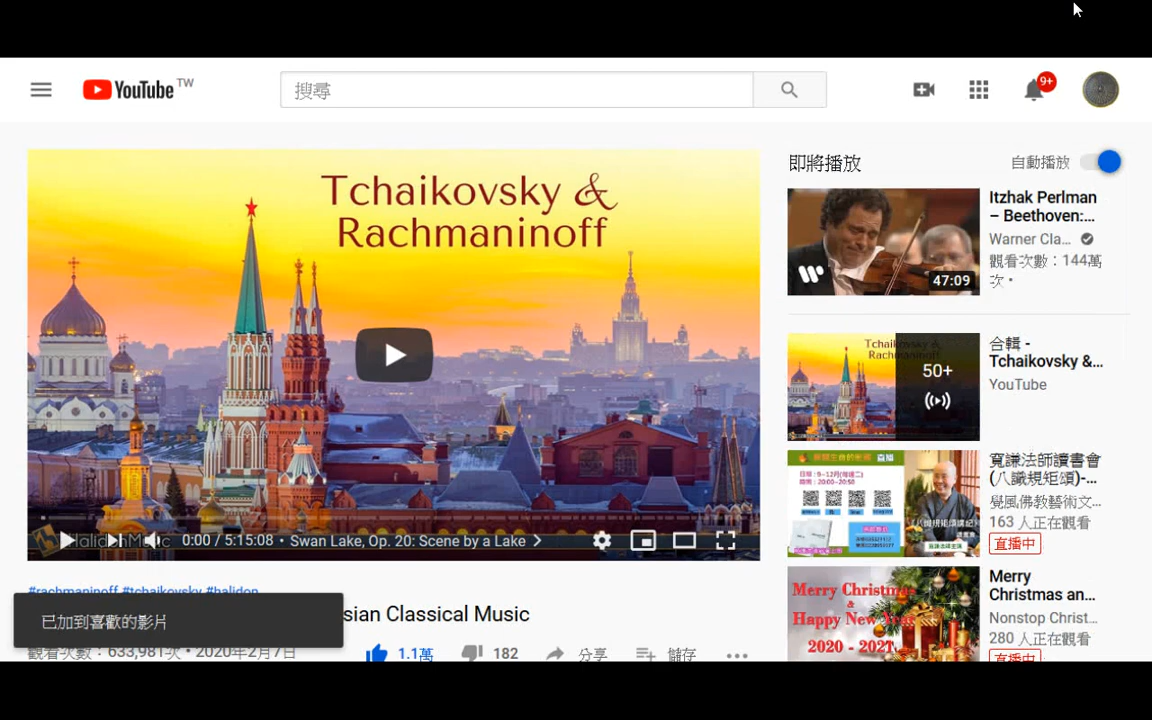 YouTube TW
搜尋
9+
Tchaikovsky &
Rachmaninoff
0:00 / 5:15:08 • Swan Lake, Op. 20: Scene by a Lake
#rachmaninoff #tchaikovsky #halidon
sian Classical Music
已加到喜歡的影片
觀看次數：633,981次 • 2020年2月7日
1.1萬
182
分享
儲存
即將播放
自動播放
47:09
Itzhak Perlman
– Beethoven:...
Warner Cla...
觀看次數：144萬
次 •
Tchaikovsky &
Rachmaninoff
50+
合輯 -
Tchaikovsky &...
YouTube
直播
寬謙法師讀書會
(八識規矩頌)-...
覺風佛教藝術文...
163 人正在觀看
直播中
Merry Christmas
&
Happy New Year
2020 - 2021
Merry
Christmas an...
Nonstop Christ...
280 人正在觀看
直播中